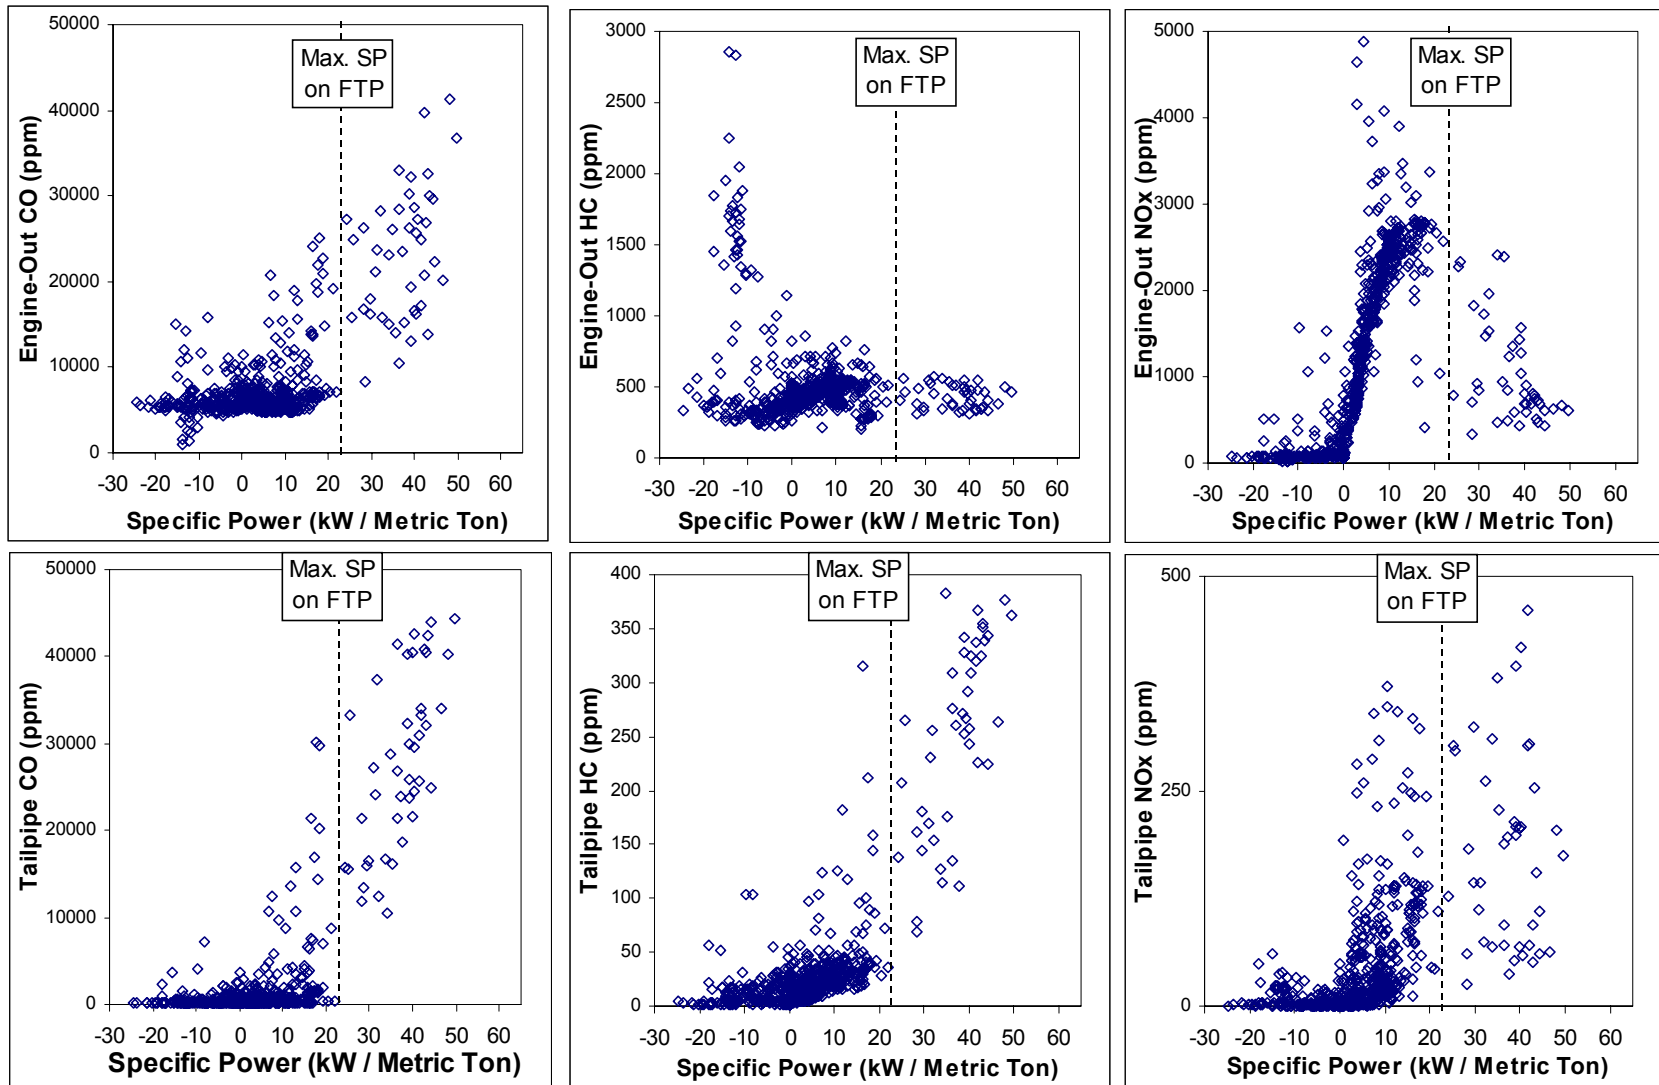 Engine-Out CO (ppm)
50000
40000
30000
20000
10000
0
Max. SP
on FTP
-30 -20 -10 0 10 20 30 40 50 60
Specific Power (kW / Metric Ton)
Engine-Out HC (ppm)
3000
2500
2000
1500
1000
500
0
Max. SP
on FTP
-30 -20 -10 0 10 20 30 40 50 60
Specific Power (kW / Metric Ton)
Engine-Out NOx (ppm)
5000
4000
3000
2000
1000
0
Max. SP
on FTP
-30 -20 -10 0 10 20 30 40 50 60
Specific Power (kW / Metric Ton)
Tailpipe CO (ppm)
50000
40000
30000
20000
10000
0
Max. SP
on FTP
-30 -20 -10 0 10 20 30 40 50 60
Specific Power (kW / Metric Ton)
Tailpipe HC (ppm)
400
350
300
250
200
150
100
50
0
Max. SP
on FTP
-30 -20 -10 0 10 20 30 40 50 60
Specific Power (kW / Metric Ton)
Tailpipe NOx (ppm)
500
250
0
Max. SP
on FTP
-30 -20 -10 0 10 20 30 40 50 60
Specific Power (kW / Metric Ton)